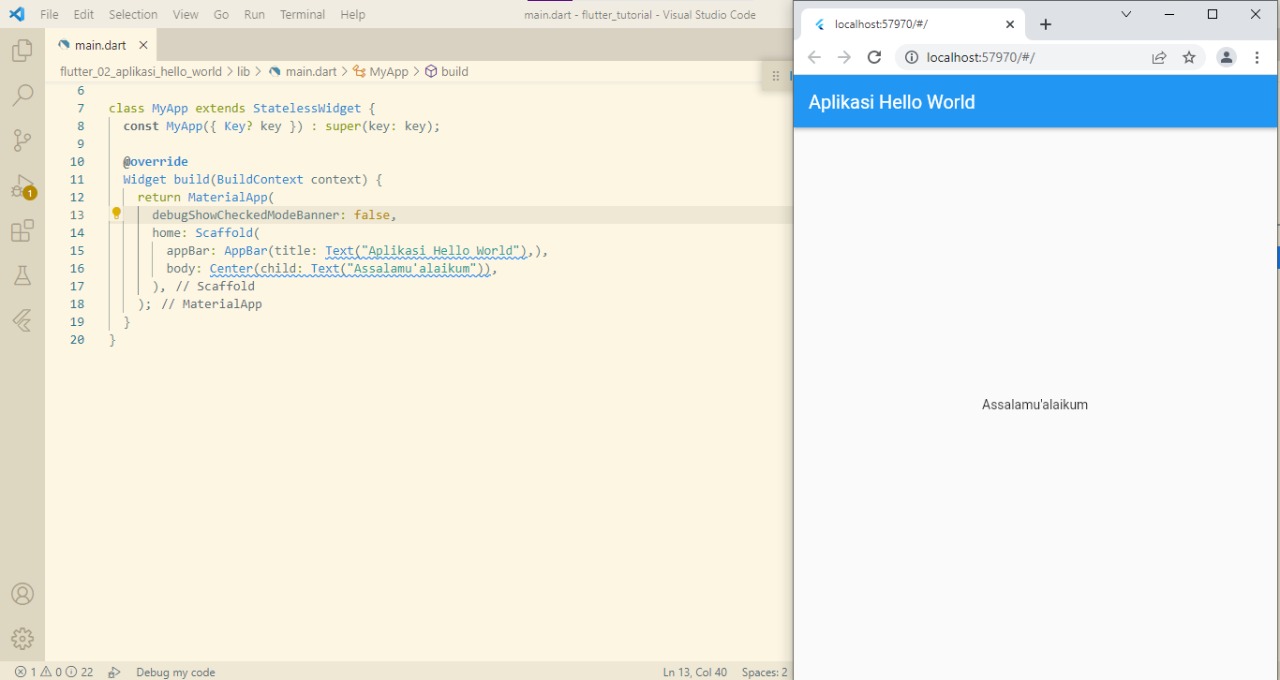 File Edit Selection View Go Run Terminal Help
main.dart - flutter_tutorial - Visual Studio Code
main.dart
flutter_02_aplikasi_hello_world > lib > main.dart > MyApp > build
6
7 class MyApp extends StatelessWidget {
8 const MyApp({ Key? key }) : super(key: key);
9
10 @override
11 Widget build(BuildContext context) {
12 return MaterialApp(
13 debugShowCheckedModeBanner: false,
14 home: Scaffold(
15 appBar: AppBar(title: Text("Aplikasi Hello World"),),
16 body: Center(child: Text("Assalamu'alaikum")),
17 ), // Scaffold
18 ); // MaterialApp
19 }
20 }
1
1 0 22 Debug my code
Ln 13, Col 40 Spaces: 2
localhost:57970/#/
localhost:57970/#/
Aplikasi Hello World
Assalamu'alaikum